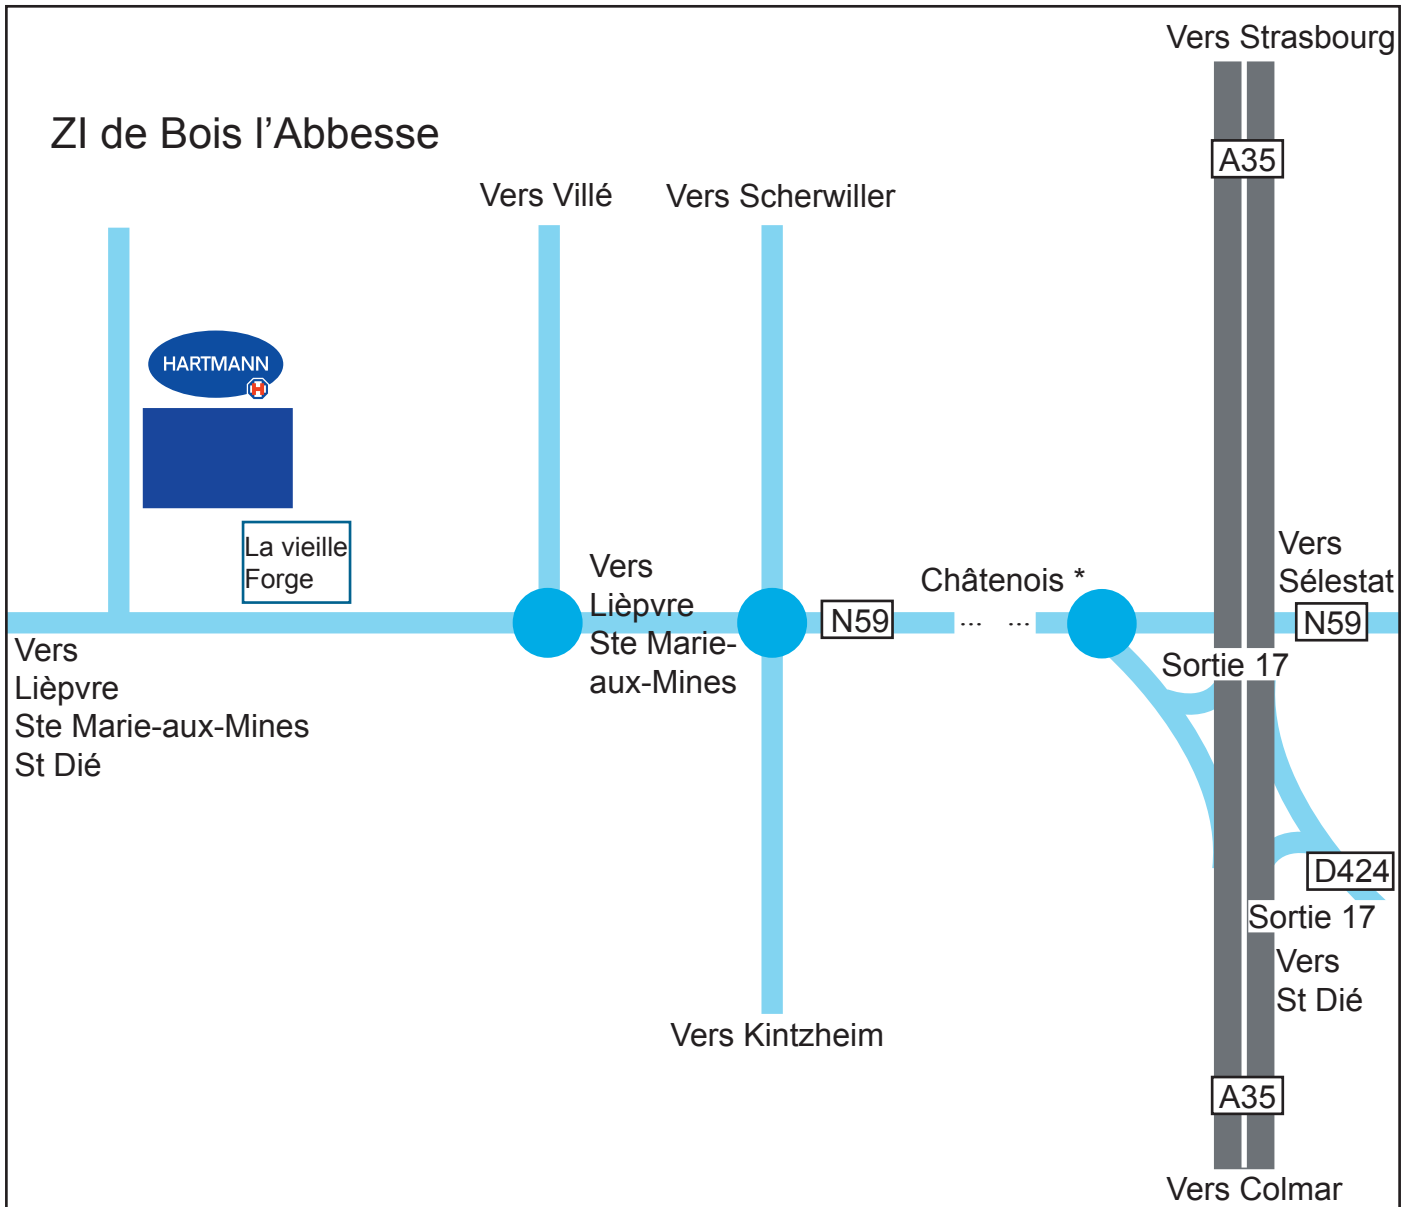 Vers Strasbourg
A35
ZI de Bois l’Abbesse
Vers Villé
Vers Scherwiller
HARTMANN
H
La vieille
Forge
Vers
Lièpvre
Ste Marie-
aux-Mines
N59
... ...
Châtenois *
Vers
Sélestat
N59
Sortie 17
Vers
Lièpvre
Ste Marie-aux-Mines
St Dié
D424
Sortie 17
Vers
St Dié
Vers Kintzheim
A35
Vers Colmar